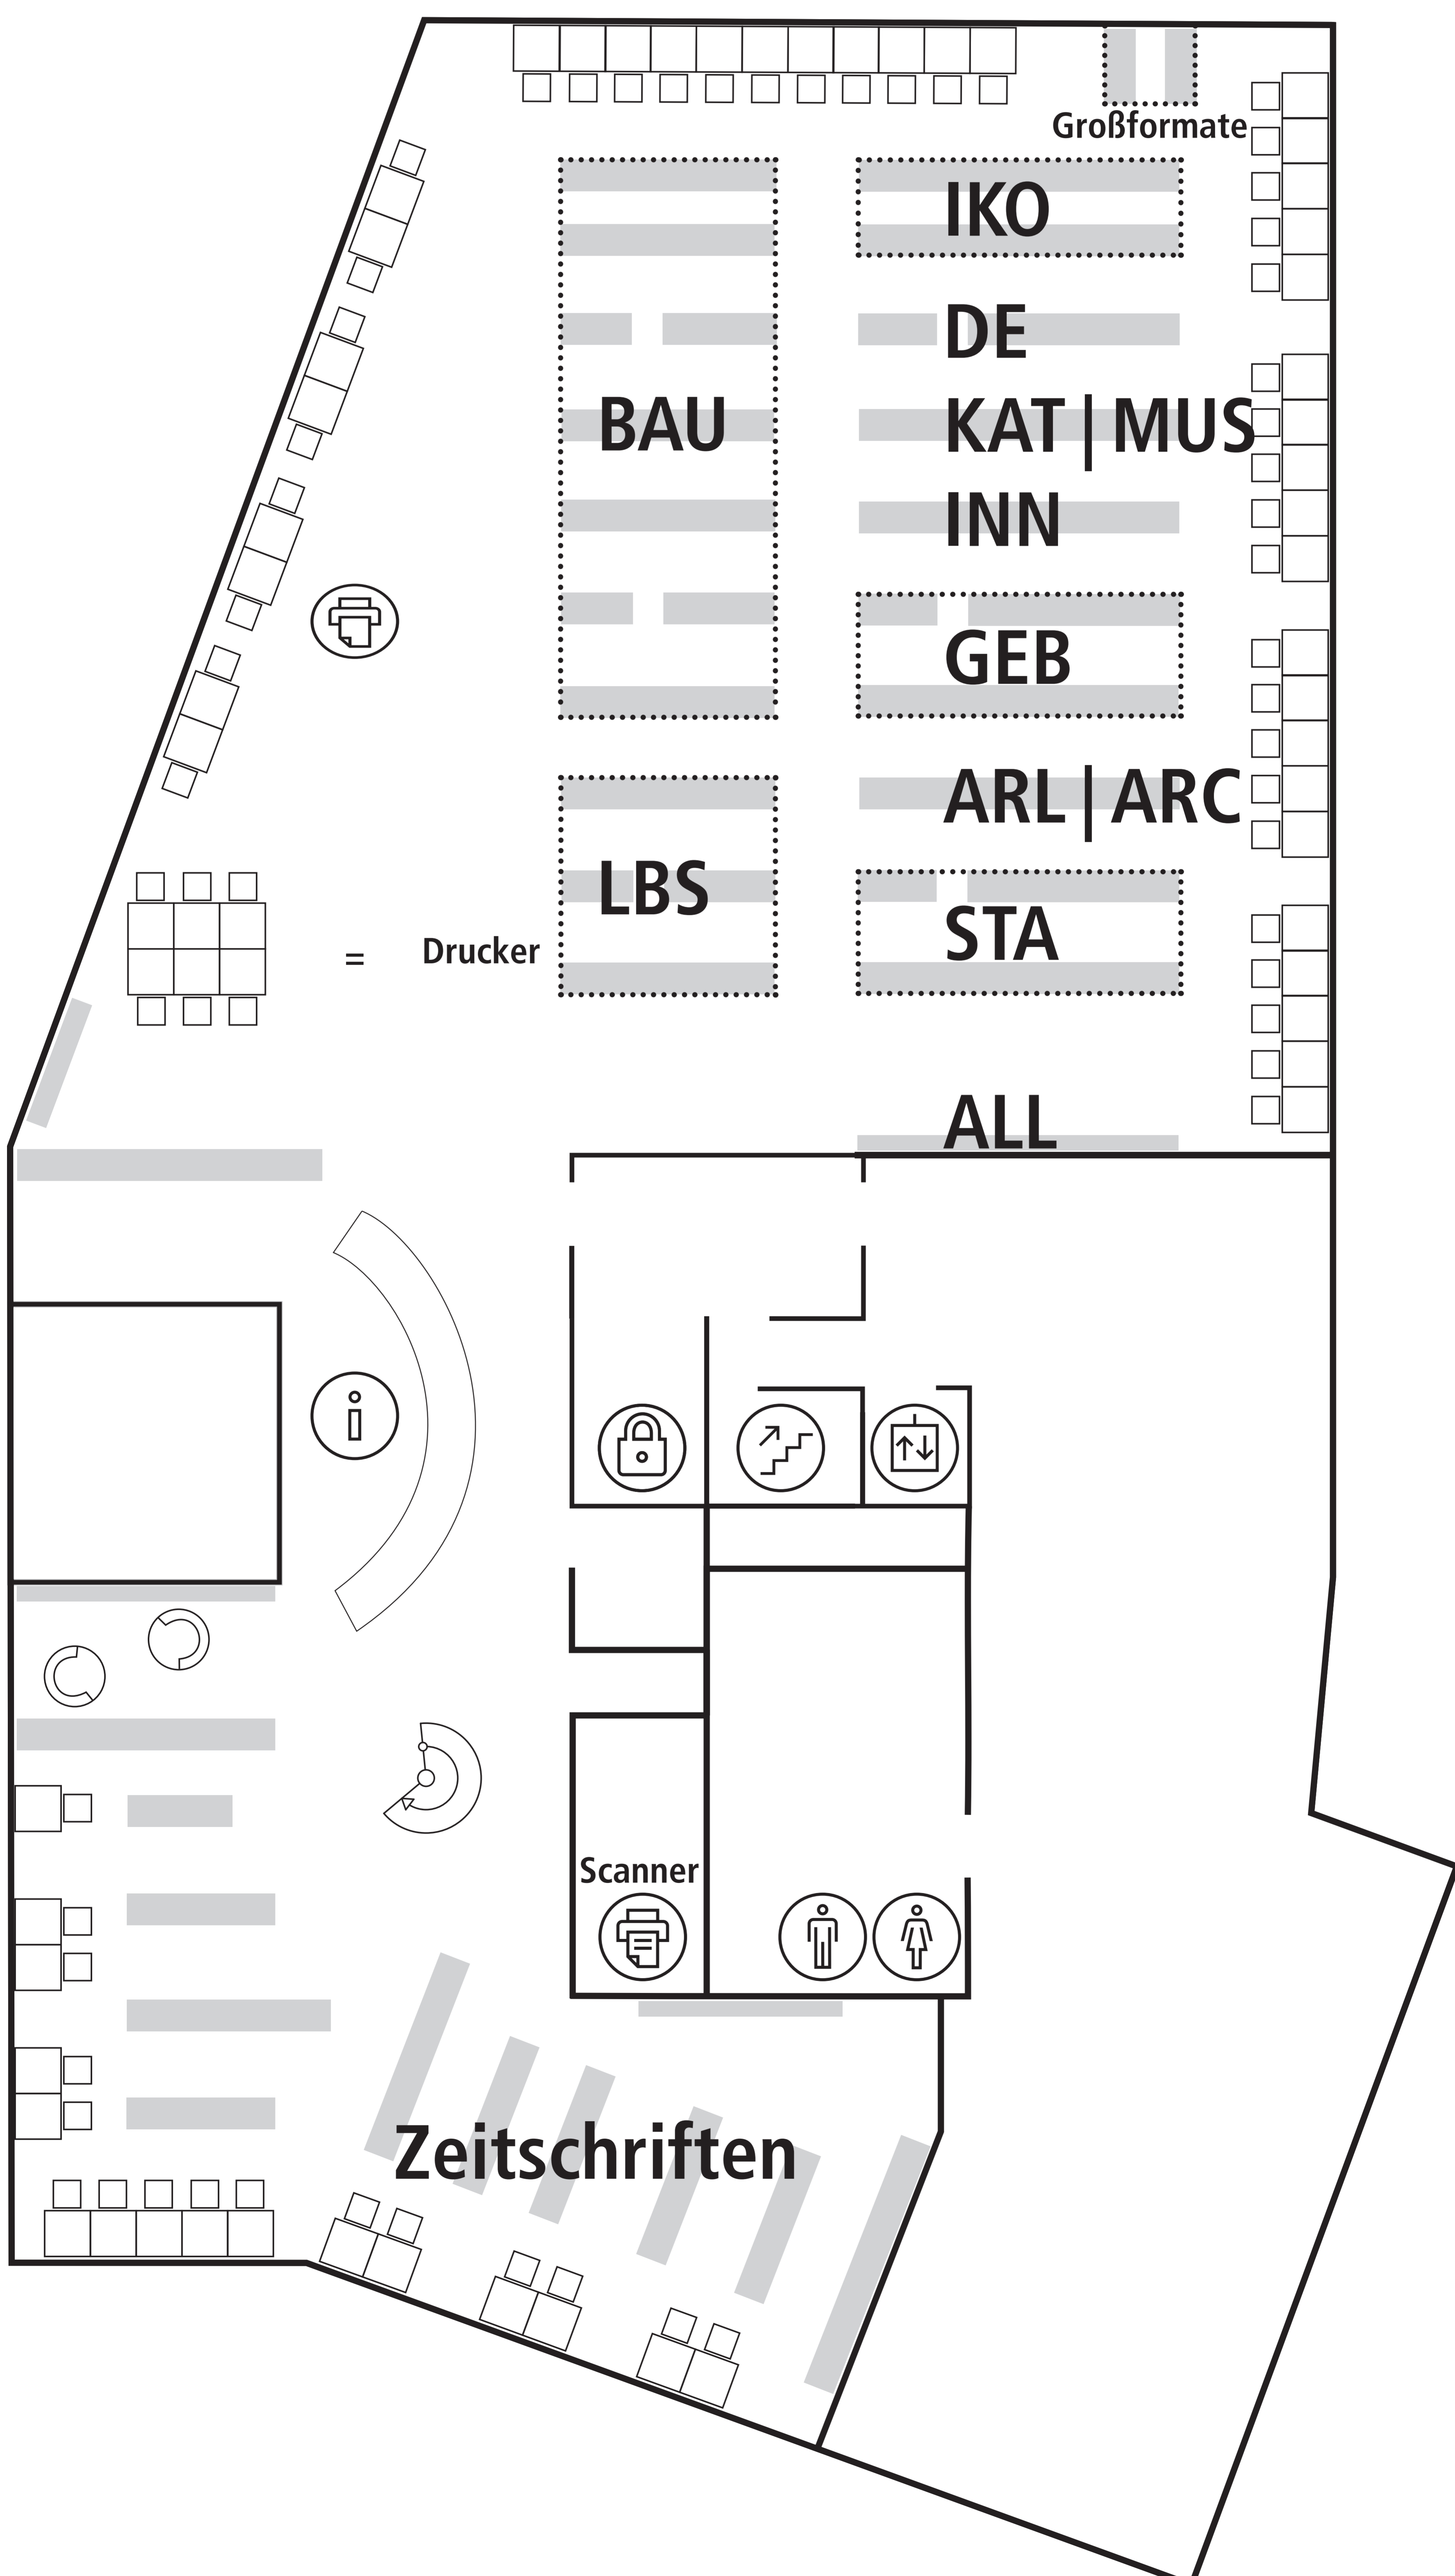 Großformate
IKO
DE
BAU
KAT | MUS
INN
GEB
ARL | ARC
LBS
STA
= Drucker
ALL
Scanner
Zeitschriften